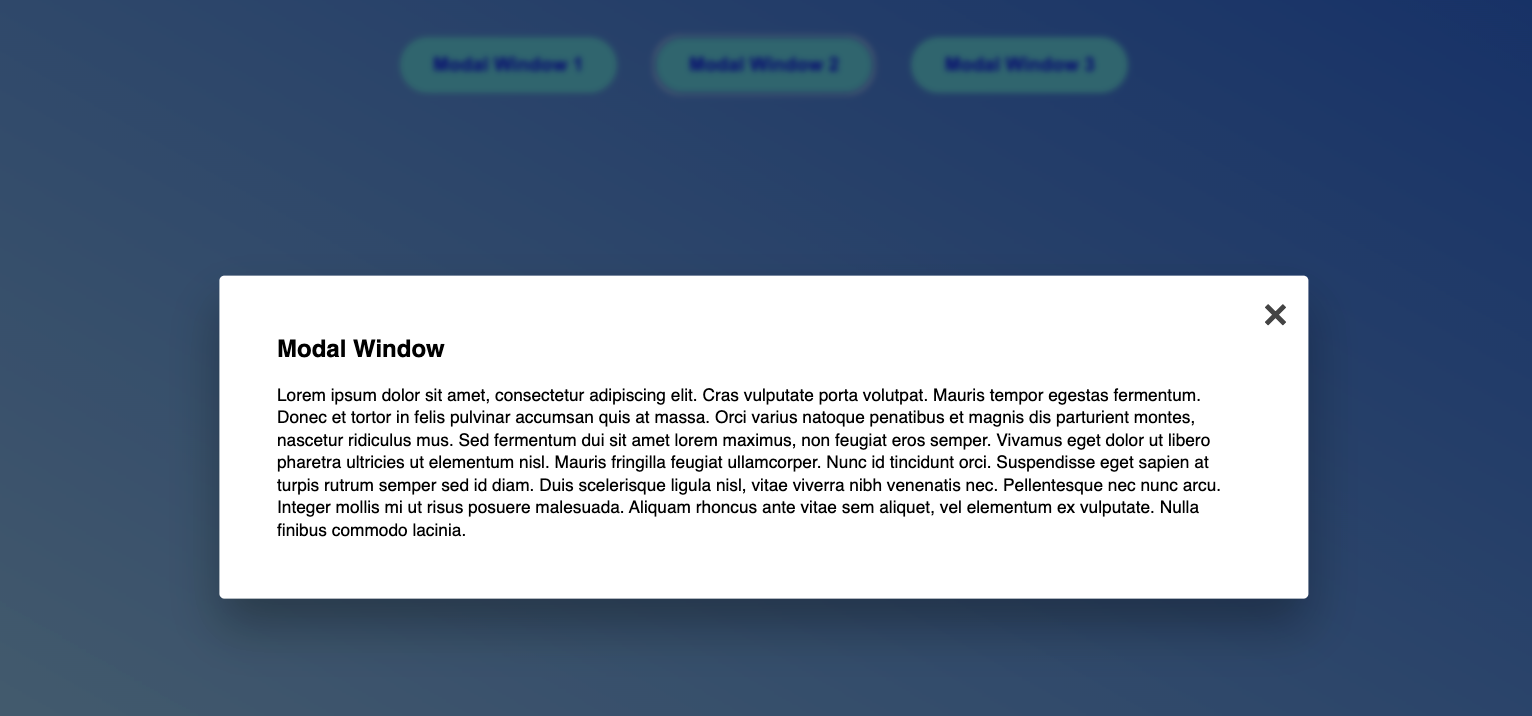 Modal Window 1
Modal Window 2
Modal Window 3
Modal Window
Lorem ipsum dolor sit amet, consectetur adipiscing elit. Cras vulputate porta volutpat. Mauris tempor egestas fermentum.
Donec et tortor in felis pulvinar accumsan quis at massa. Orci varius natoque penatibus et magnis dis parturient montes,
nascetur ridiculus mus. Sed fermentum dui sit amet lorem maximus, non feugiat eros semper. Vivamus eget dolor ut libero
pharetra ultricies ut elementum nisl. Mauris fringilla feugiat ullamcorper. Nunc id tincidunt orci. Suspendisse eget sapien at
turpis rutrum semper sed id diam. Duis scelerisque ligula nisl, vitae viverra nibh venenatis nec. Pellentesque nec nunc arcu.
Integer mollis mi ut risus posuere malesuada. Aliquam rhoncus ante vitae sem aliquet, vel elementum ex vulputate. Nulla
finibus commodo lacinia.